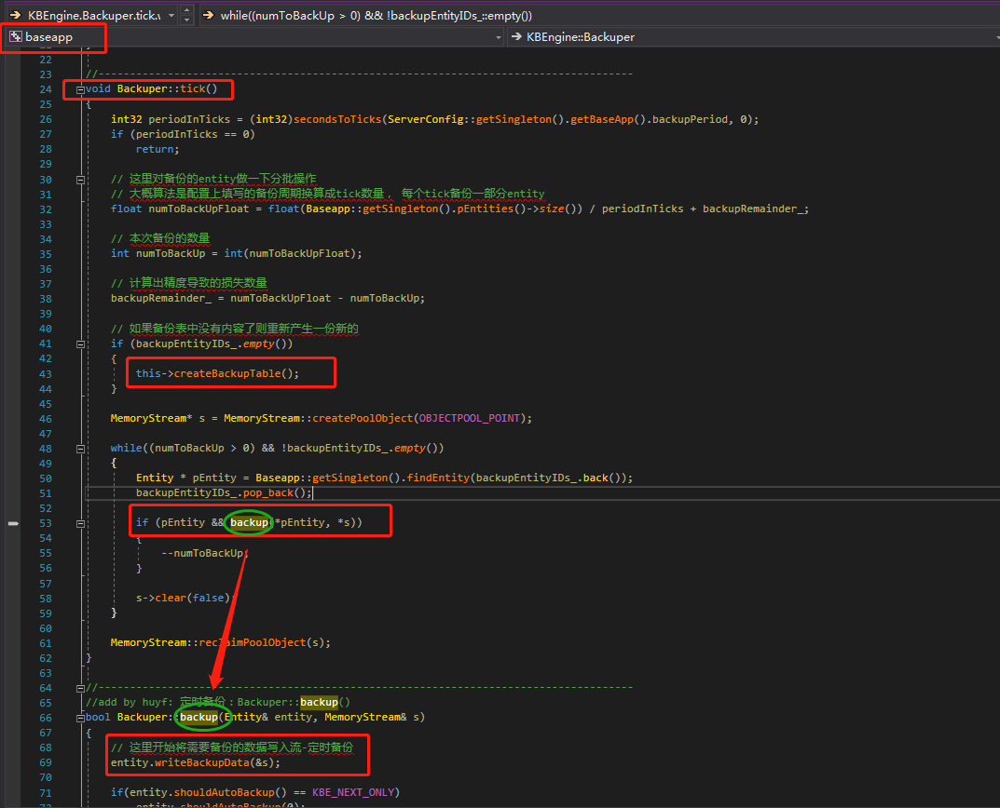 KBEngine.Backuper.tick.v while((numToBackUp > 0) && !backupEntityIDs_::empty())
baseapp KBEngine::Backuper
22
23 //---------------------------------------------------------------------------------------
24 void Backuper::tick()
25 {
26 int32 periodInTicks = (int32)secondsToTicks(ServerConfig::getSingleton().getBaseApp().backupPeriod, 0);
27 if (periodInTicks == 0)
28 return;
29
30 // 这里对备份的entity做一下分批操作
31 // 大概算法是配置上填写的备份周期换算成tick数量， 每个tick备份一部分entity
32 float numToBackUpFloat = float(Baseapp::getSingleton().pEntities()->size()) / periodInTicks + backupRemainder_;
33
34 // 本次备份的数量
35 int numToBackUp = int(numToBackUpFloat);
36
37 // 计算出精度导致的损失数量
38 backupRemainder_ = numToBackUpFloat - numToBackUp;
39
40 // 如果备份表中没有内容了则重新产生一份新的
41 if (backupEntityIDs_.empty())
42 {
43 this->createBackupTable();
44 }
45
46 MemoryStream* s = MemoryStream::createPoolObject(OBJECTPOOL_POINT);
47
48 while((numToBackUp > 0) && !backupEntityIDs_.empty())
49 {
50 Entity * pEntity = Baseapp::getSingleton().findEntity(backupEntityIDs_.back());
51 backupEntityIDs_.pop_back();
52
53 if (pEntity && backup(*pEntity, *s))
54 {
55 --numToBackUp;
56 }
57
58 s->clear(false);
59 }
60
61 MemoryStream::reclaimPoolObject(s);
62 }
63
64 //---------------------------------------------------------------------------------------
65 //add by huyf: 定时备份：Backuper::backup()
66 bool Backuper::backup(Entity& entity, MemoryStream& s)
67 {
68 // 这里开始将需要备份的数据写入流-定时备份
69 entity.writeBackupData(&s);
70
71 if(entity.shouldAutoBackup() == KBE_NEXT_ONLY)
72 entity.shouldAutoBackup(0);